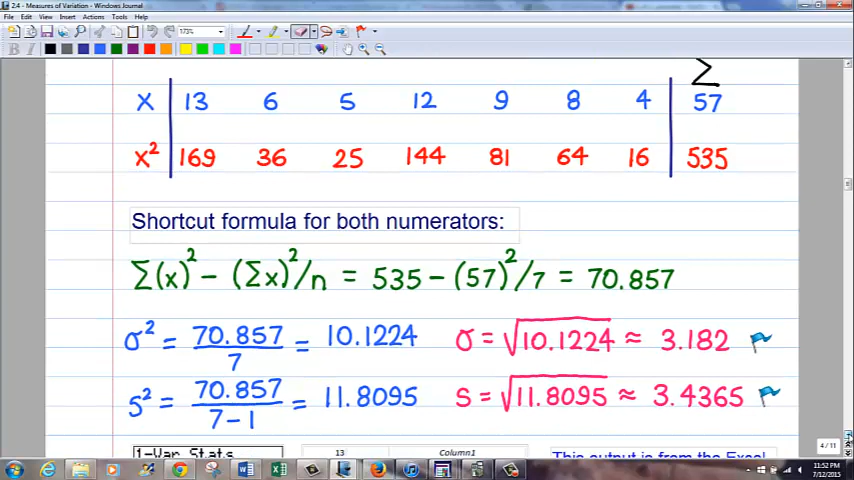 2.4 - Measures of Variation - Windows Journal
File Edit View Insert Actions Tools Help
173%
B I
Σ
X 13 6 5 12 9 8 4 57
X² 169 36 25 144 81 64 16 535
Shortcut formula for both numerators:
Σ(x)² − (Σx)²/n = 535 − (57)²/7 = 70.857
σ² = 70.857/7 = 10.1224 σ = √10.1224 ≈ 3.182
S² = 70.857/7−1 = 11.8095 S = √11.8095 ≈ 3.4365
1-Var Stats 13 Column1 This output is from the Excel
4 / 11
11:52 PM
7/12/2015